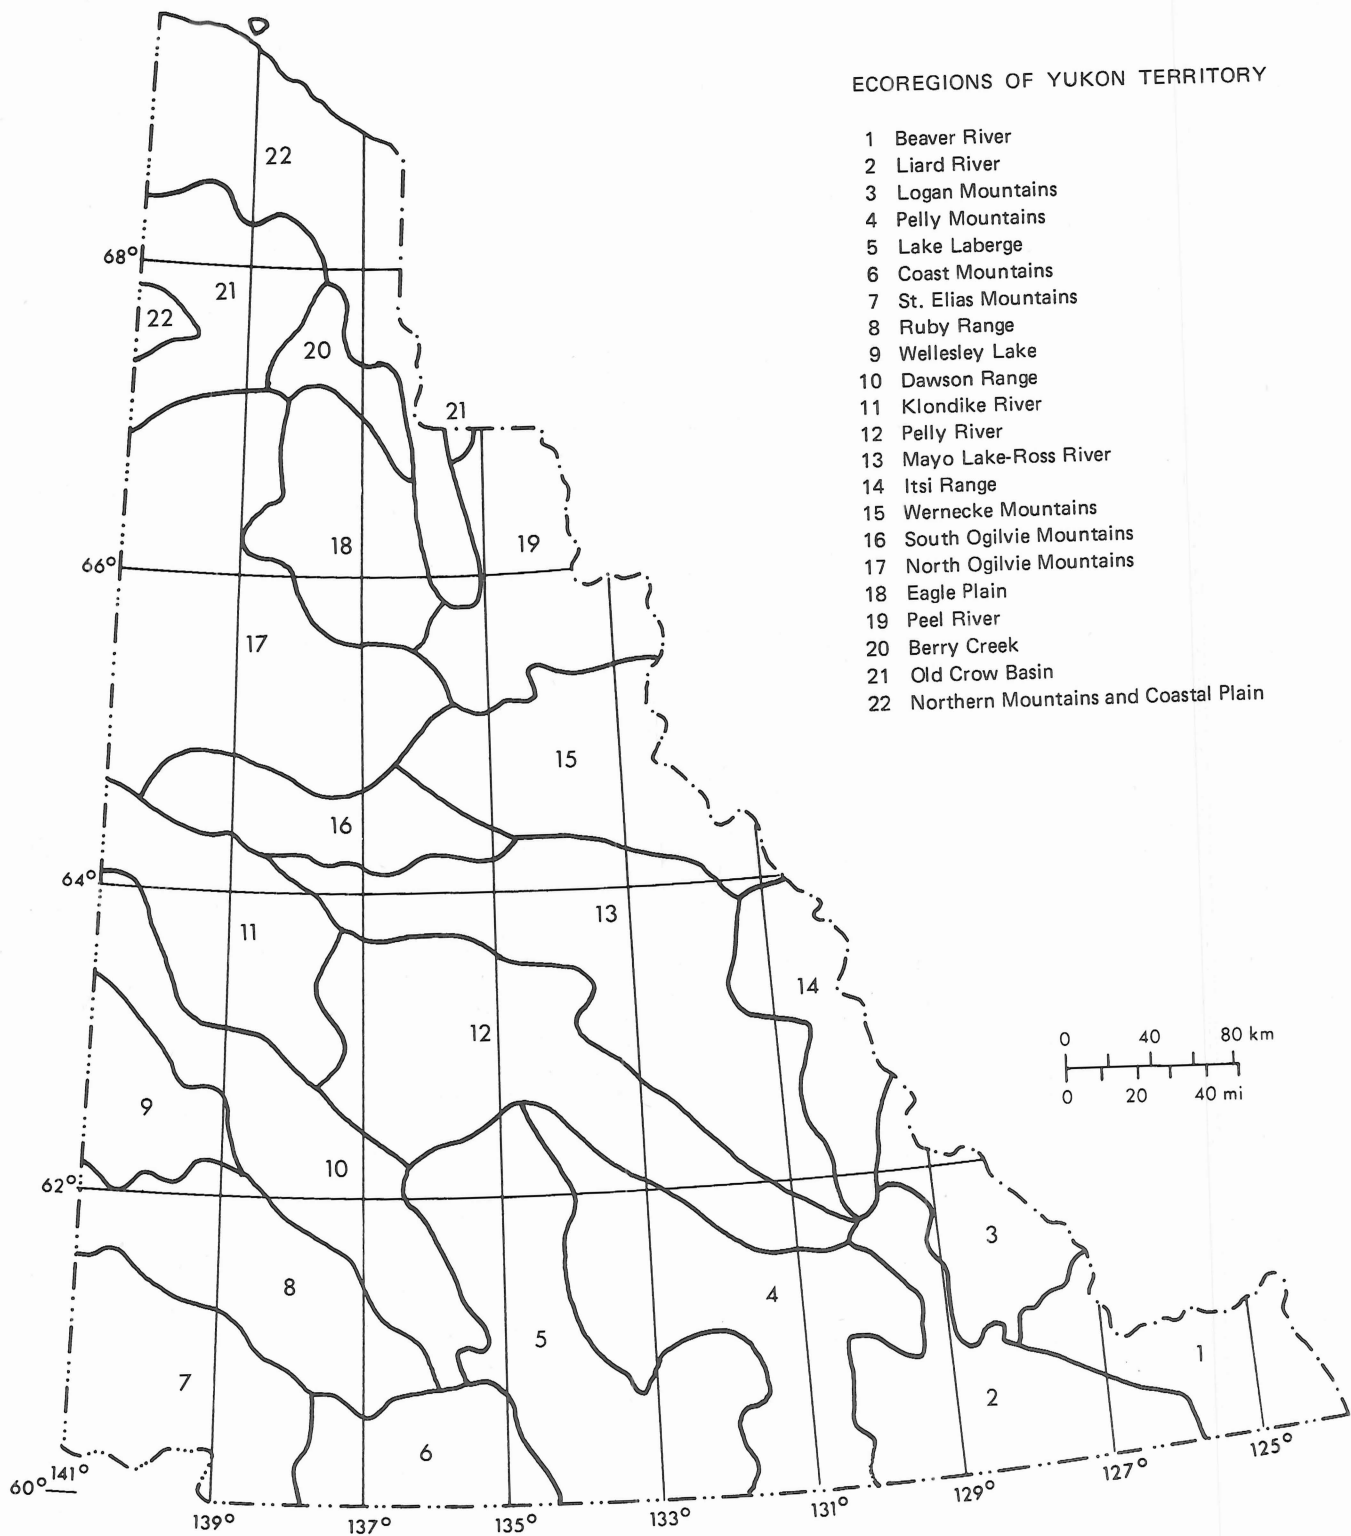 ECOREGIONS OF YUKON TERRITORY
1 Beaver River
2 Liard River
3 Logan Mountains
4 Pelly Mountains
5 Lake Laberge
6 Coast Mountains
7 St. Elias Mountains
8 Ruby Range
9 Wellesley Lake
10 Dawson Range
11 Klondike River
12 Pelly River
13 Mayo Lake-Ross River
14 Itsi Range
15 Wernecke Mountains
16 South Ogilvie Mountains
17 North Ogilvie Mountains
18 Eagle Plain
19 Peel River
20 Berry Creek
21 Old Crow Basin
22 Northern Mountains and Coastal Plain
22
68°
21
22
20
21
18
19
66°
17
15
16
64°
13
11
14
12
0 40 80 km
0 20 40 mi
9
10
62°
3
8
4
5
1
7
2
6
60° 141°
139° 137° 135° 133° 131° 129° 127° 125°